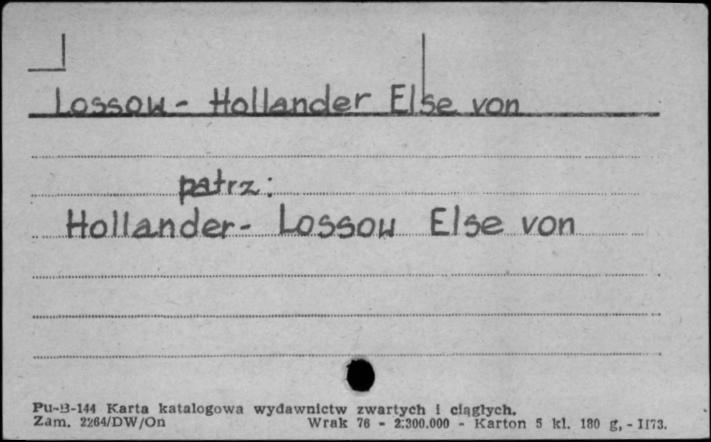 Lossow - Hollander Else von
patrz:
Hollander - Lossow Else von
Pu-B-144 Karta katalogowa wydawnictw zwartych i ciągłych.
Zam. 2264/DW/On Wrak 76 - 2.300.000 - Karton 5 kl. 180 g, - II73.